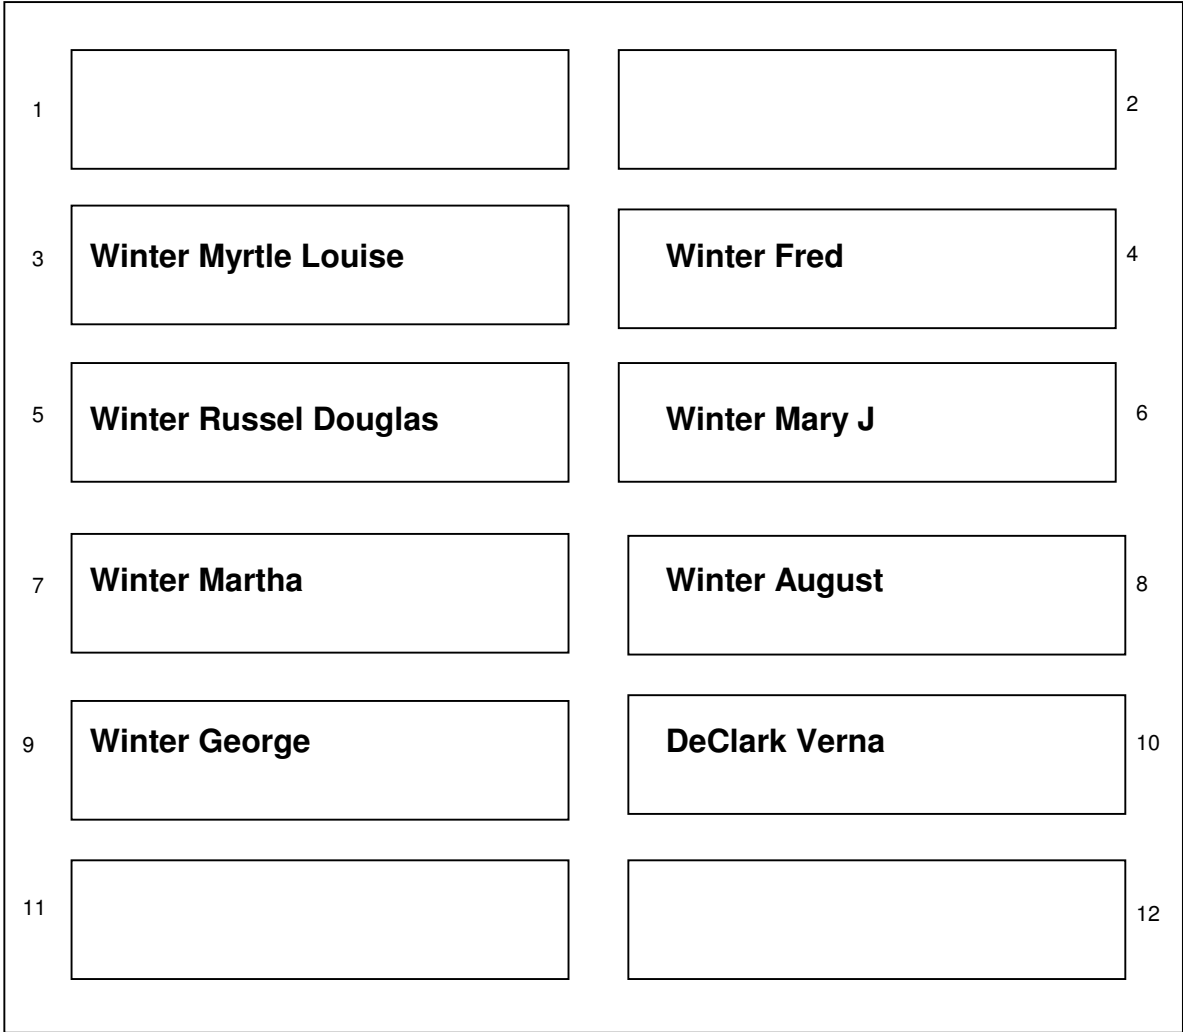 1
2
3 Winter Myrtle Louise Winter Fred 4
5 Winter Russel Douglas Winter Mary J 6
7 Winter Martha Winter August 8
9 Winter George DeClark Verna 10
11
12